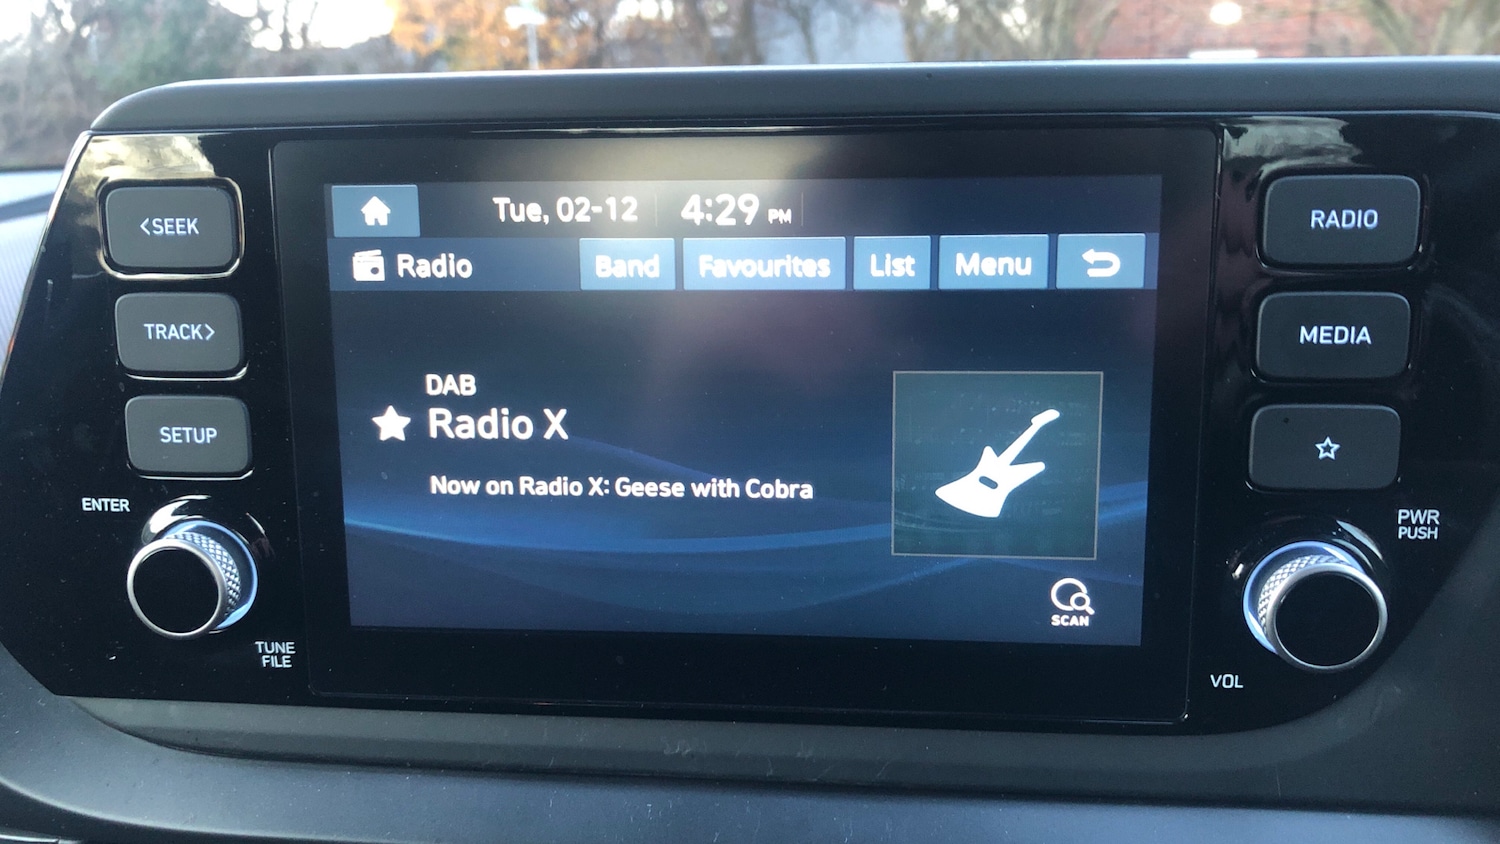 <SEEK
TRACK>
SETUP
ENTER
TUNE
FILE
Tue, 02-12 4:29 PM
Radio Band Favourites List Menu
DAB
Radio X
Now on Radio X: Geese with Cobra
SCAN
RADIO
MEDIA
PWR
PUSH
VOL